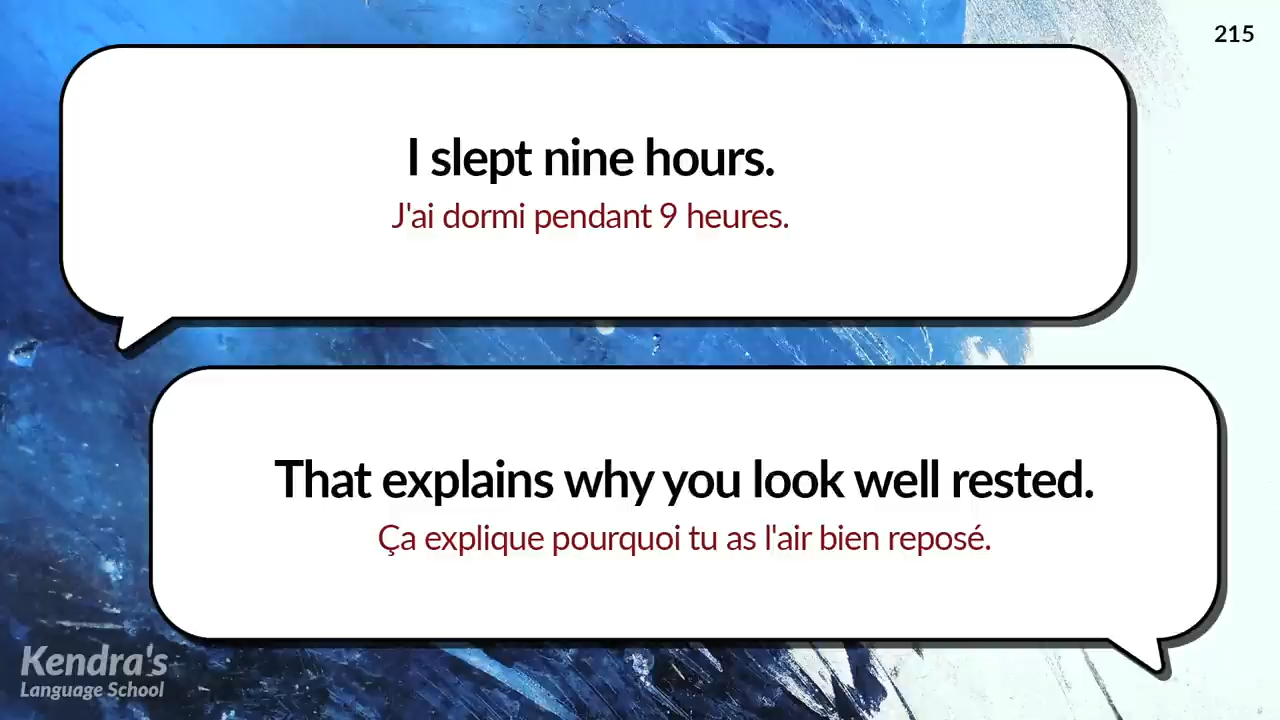 215
I slept nine hours.
J'ai dormi pendant 9 heures.
That explains why you look well rested.
Ça explique pourquoi tu as l'air bien reposé.
Kendra's
Language School